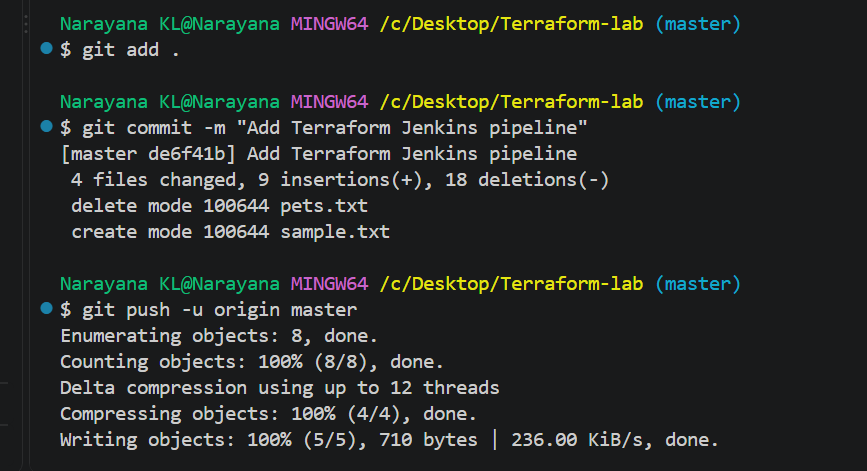 Narayana KL@Narayana MINGW64 /c/Desktop/Terraform-lab (master)
$ git add .
Narayana KL@Narayana MINGW64 /c/Desktop/Terraform-lab (master)
$ git commit -m "Add Terraform Jenkins pipeline"
[master de6f41b] Add Terraform Jenkins pipeline
 4 files changed, 9 insertions(+), 18 deletions(-)
 delete mode 100644 pets.txt
 create mode 100644 sample.txt
Narayana KL@Narayana MINGW64 /c/Desktop/Terraform-lab (master)
$ git push -u origin master
Enumerating objects: 8, done.
Counting objects: 100% (8/8), done.
Delta compression using up to 12 threads
Compressing objects: 100% (4/4), done.
Writing objects: 100% (5/5), 710 bytes | 236.00 KiB/s, done.